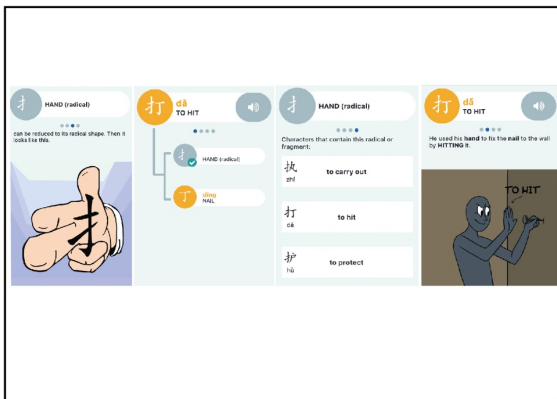 扌
HAND (radical)
can be reduced to its radical shape. Then it
looks like this.
扌
打
dǎ
TO HIT
扌
HAND (radical)
丁
dīng
NAIL
扌
HAND (radical)
Characters that contain this radical or
fragment:
执
zhí
to carry out
打
dǎ
to hit
护
hù
to protect
打
dǎ
TO HIT
He used his hand to fix the nail to the wall
by HITTING it.
TO HIT